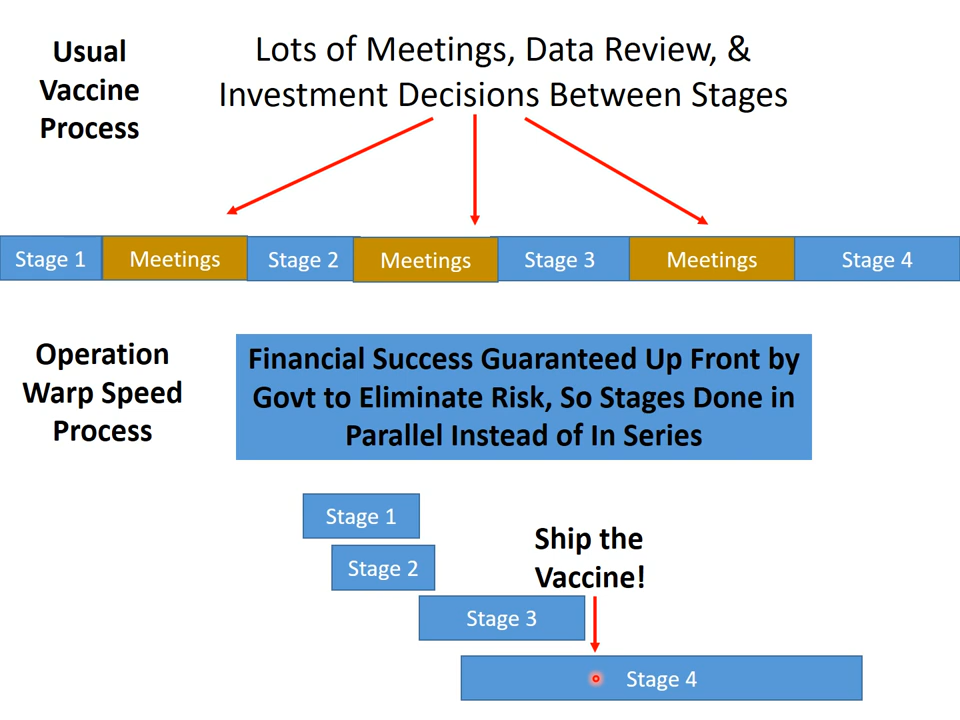 Usual
Vaccine
Process
Lots of Meetings, Data Review, &
Investment Decisions Between Stages
Stage 1
Meetings
Stage 2
Meetings
Stage 3
Meetings
Stage 4
Operation
Warp Speed
Process
Financial Success Guaranteed Up Front by
Govt to Eliminate Risk, So Stages Done in
Parallel Instead of In Series
Stage 1
Stage 2
Ship the
Vaccine!
Stage 3
Stage 4